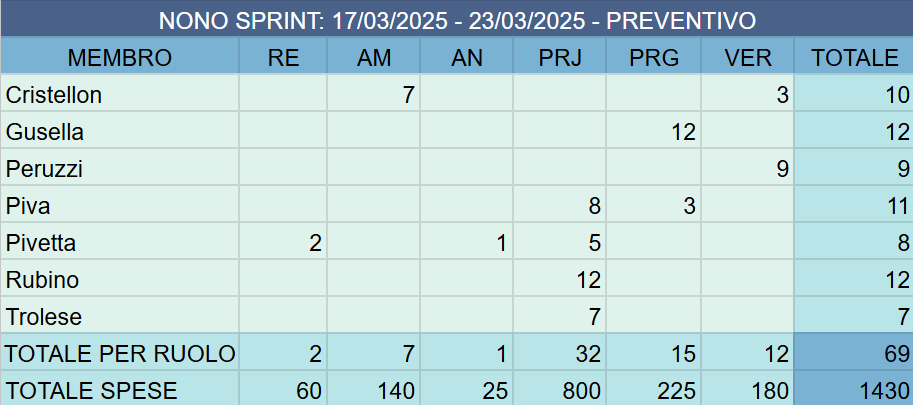 NONO SPRINT: 17/03/2025 - 23/03/2025 - PREVENTIVO
MEMBRO RE AM AN PRJ PRG VER TOTALE
Cristellon 7 3 10
Gusella 12 12
Peruzzi 9 9
Piva 8 3 11
Pivetta 2 1 5 8
Rubino 12 12
Trolese 7 7
TOTALE PER RUOLO 2 7 1 32 15 12 69
TOTALE SPESE 60 140 25 800 225 180 1430